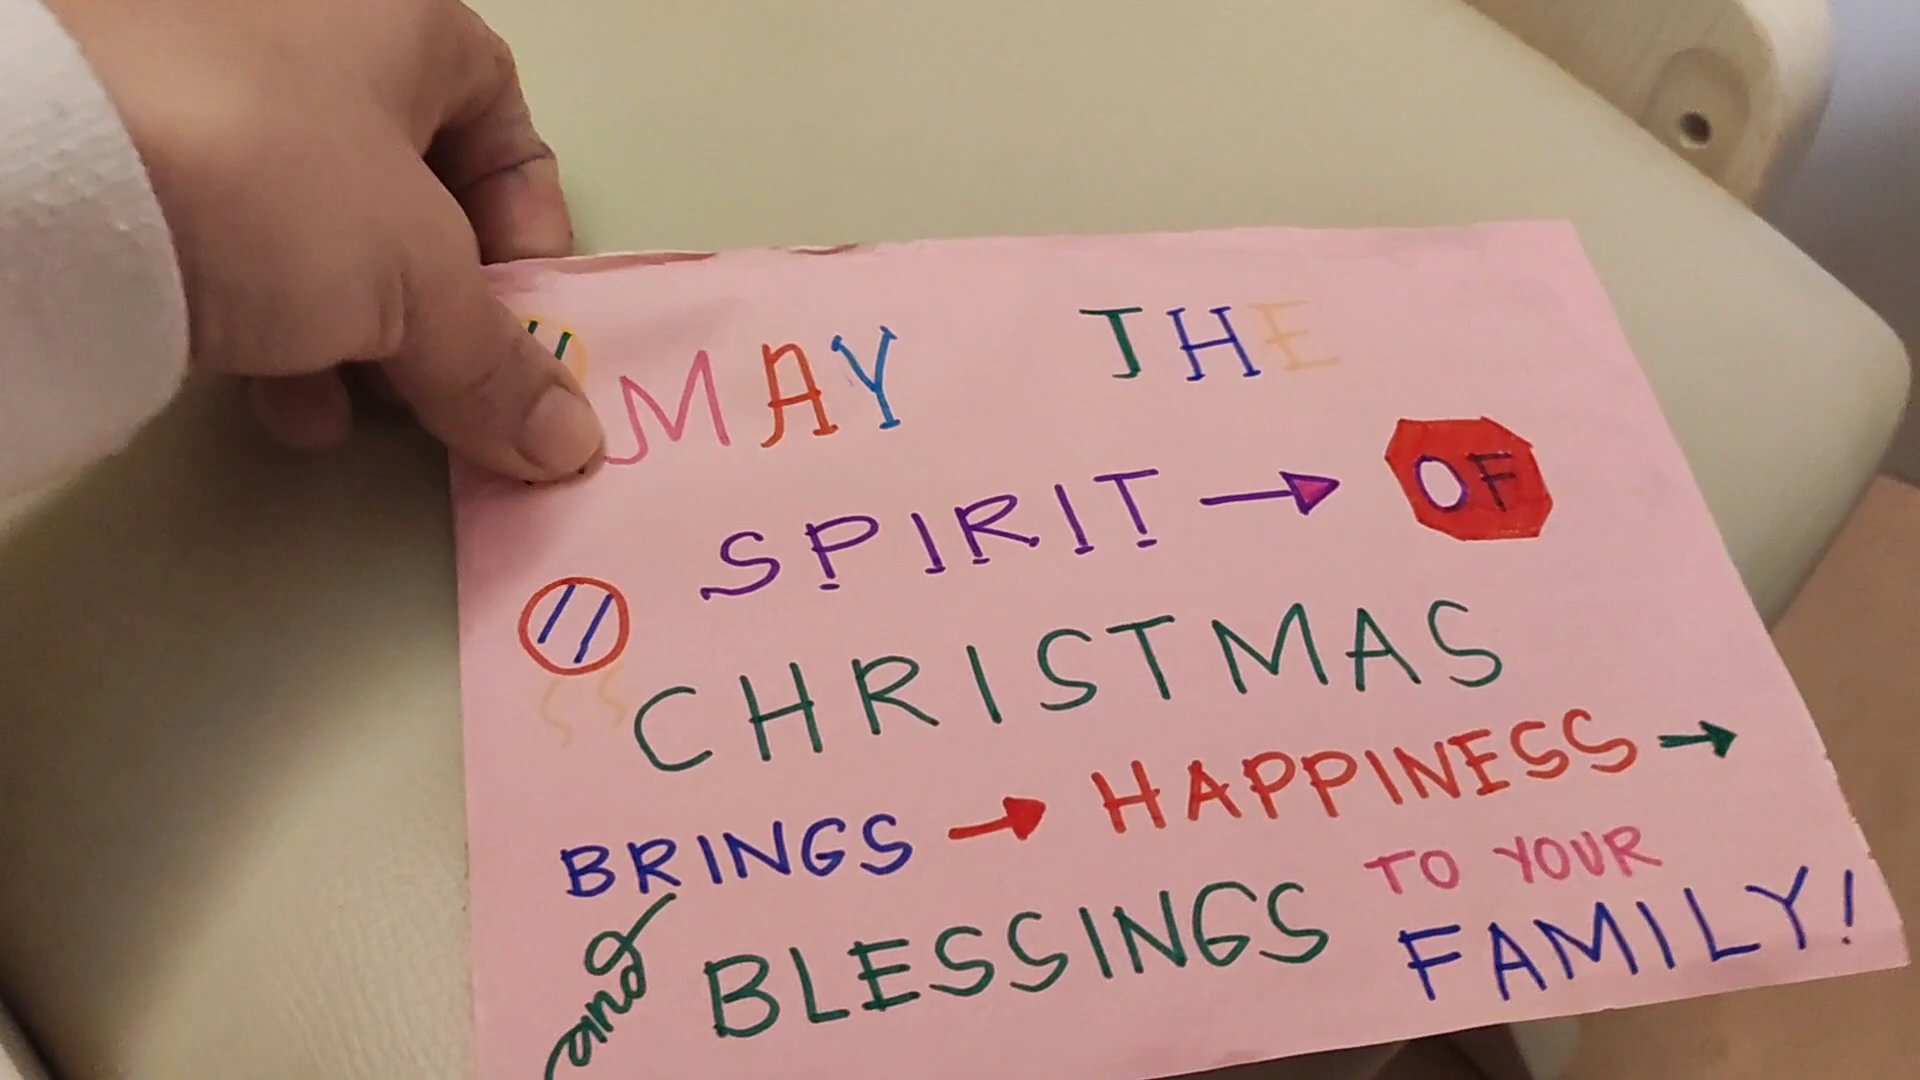 MAY THE
SPIRIT → OF
CHRISTMAS
BRINGS → HAPPINESS →
and BLESSINGS TO YOUR
FAMILY!